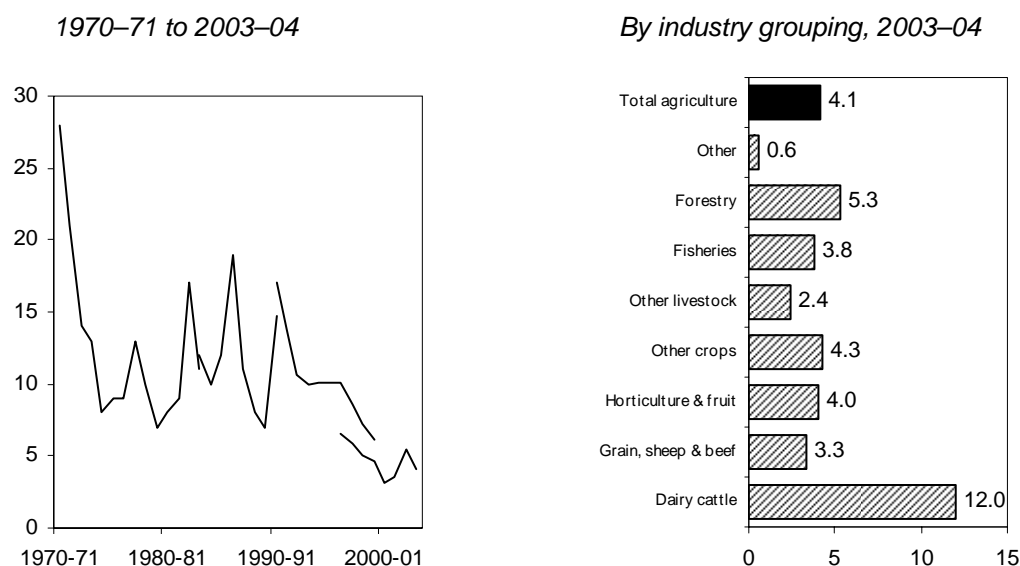 1970–71 to 2003–04
30
25
20
15
10
5
0
1970-71 1980-81 1990-91 2000-01
By industry grouping, 2003–04
Total agriculture 4.1
Other 0.6
Forestry 5.3
Fisheries 3.8
Other livestock 2.4
Other crops 4.3
Horticulture & fruit 4.0
Grain, sheep & beef 3.3
Dairy cattle 12.0
0 5 10 15